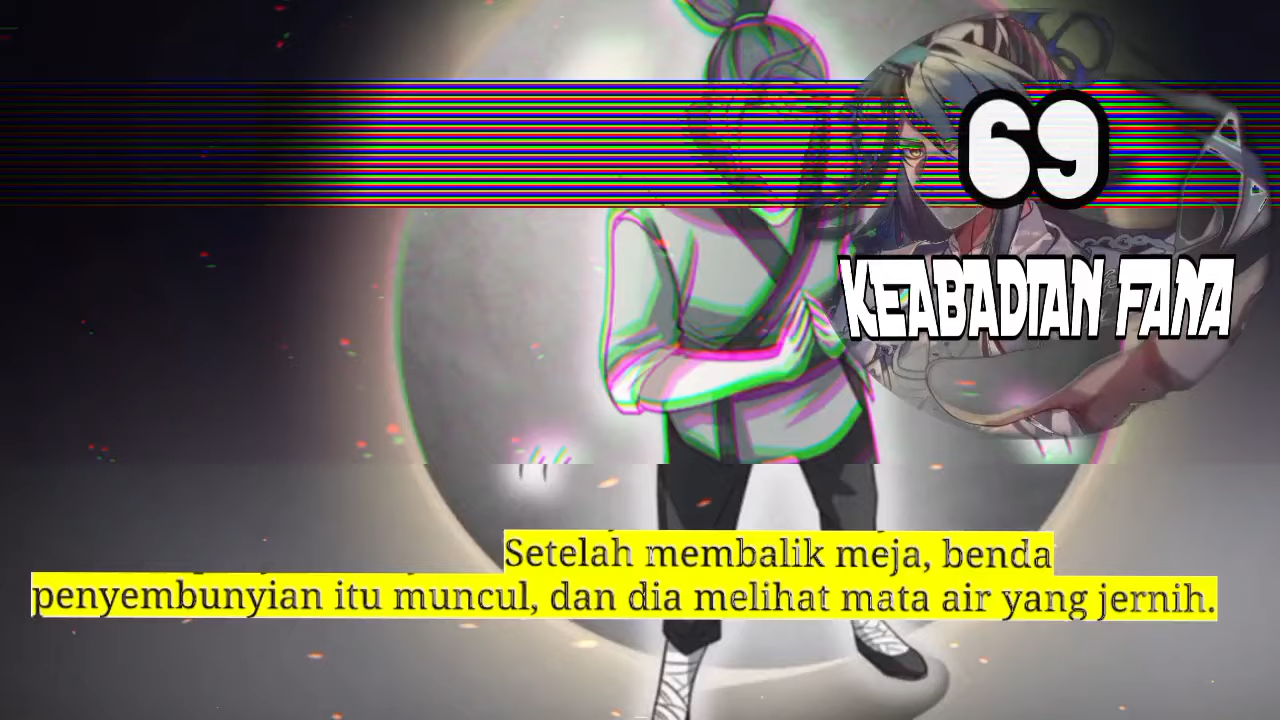 69
KEABADIAN FANA
Setelah membalik meja, benda
penyembunyian itu muncul, dan dia melihat mata air yang jernih.